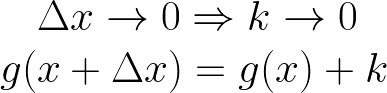 Δx → 0 ⇒ k → 0
g(x + Δx) = g(x) + k